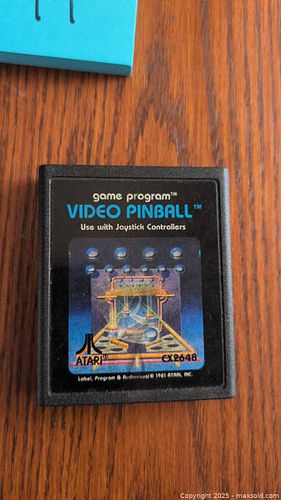 game program™
VIDEO PINBALL™
Use with Joystick Controllers
ATARI®
CX2648
Label, Program & Audiovisual © 1981 ATARI, INC.
Copyright 2025 - maxsold.com